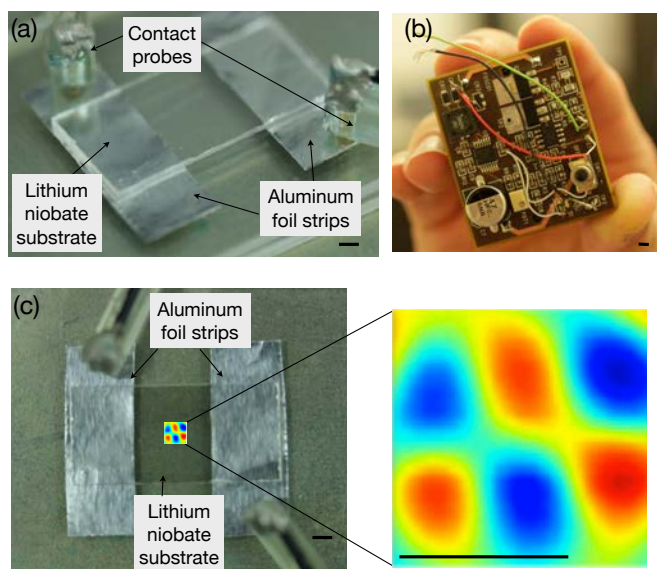 (a)
Contact
probes
Lithium
niobate
substrate
Aluminum
foil strips
(b)
(c)
Aluminum
foil strips
Lithium niobate
substrate